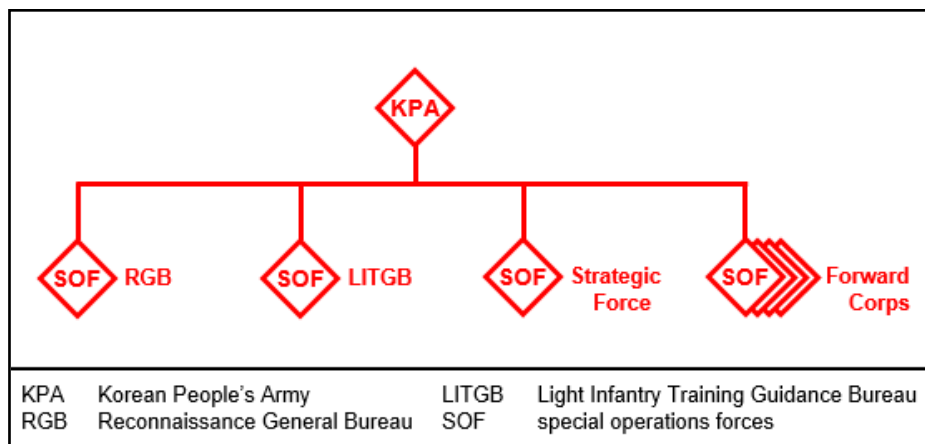 KPA
SOF RGB
SOF LITGB
SOF Strategic
Force
SOF Forward
Corps
KPA Korean People's Army LITGB Light Infantry Training Guidance Bureau
RGB Reconnaissance General Bureau SOF special operations forces